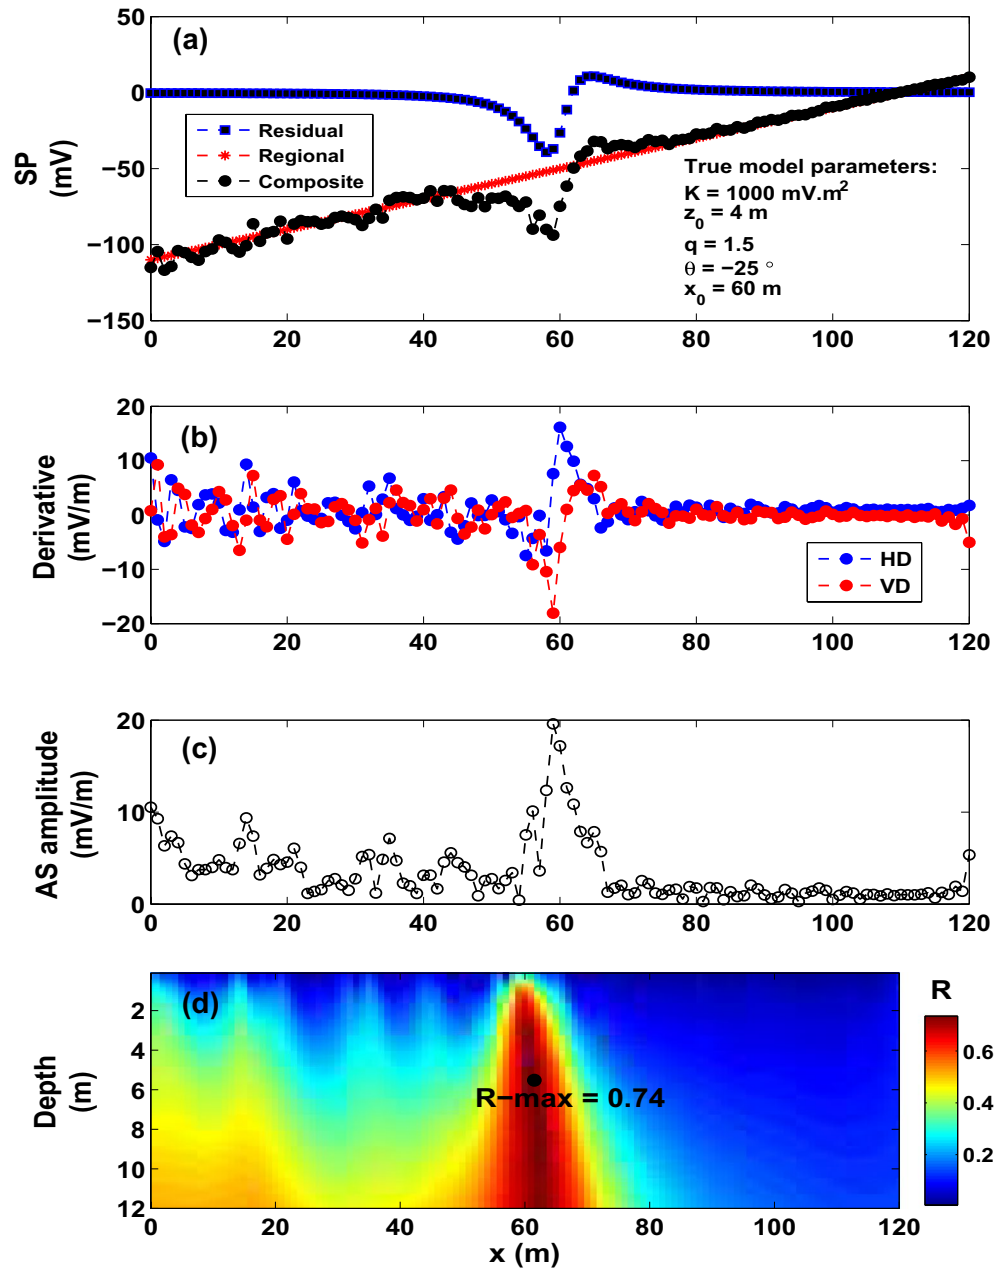 (a)
50
0
−50
−100
−150
SP
(mV)
Residual
Regional
Composite
True model parameters:
K = 1000 mV.m²
z₀ = 4 m
q = 1.5
θ = −25 °
x₀ = 60 m
0 20 40 60 80 100 120
(b)
20
10
0
−10
−20
Derivative
(mV/m)
HD
VD
0 20 40 60 80 100 120
(c)
20
10
0
AS amplitude
(mV/m)
0 20 40 60 80 100 120
(d)
2
4
6
8
10
12
Depth
(m)
R−max = 0.74
R
0.6
0.4
0.2
0 20 40 60 80 100 120
x (m)